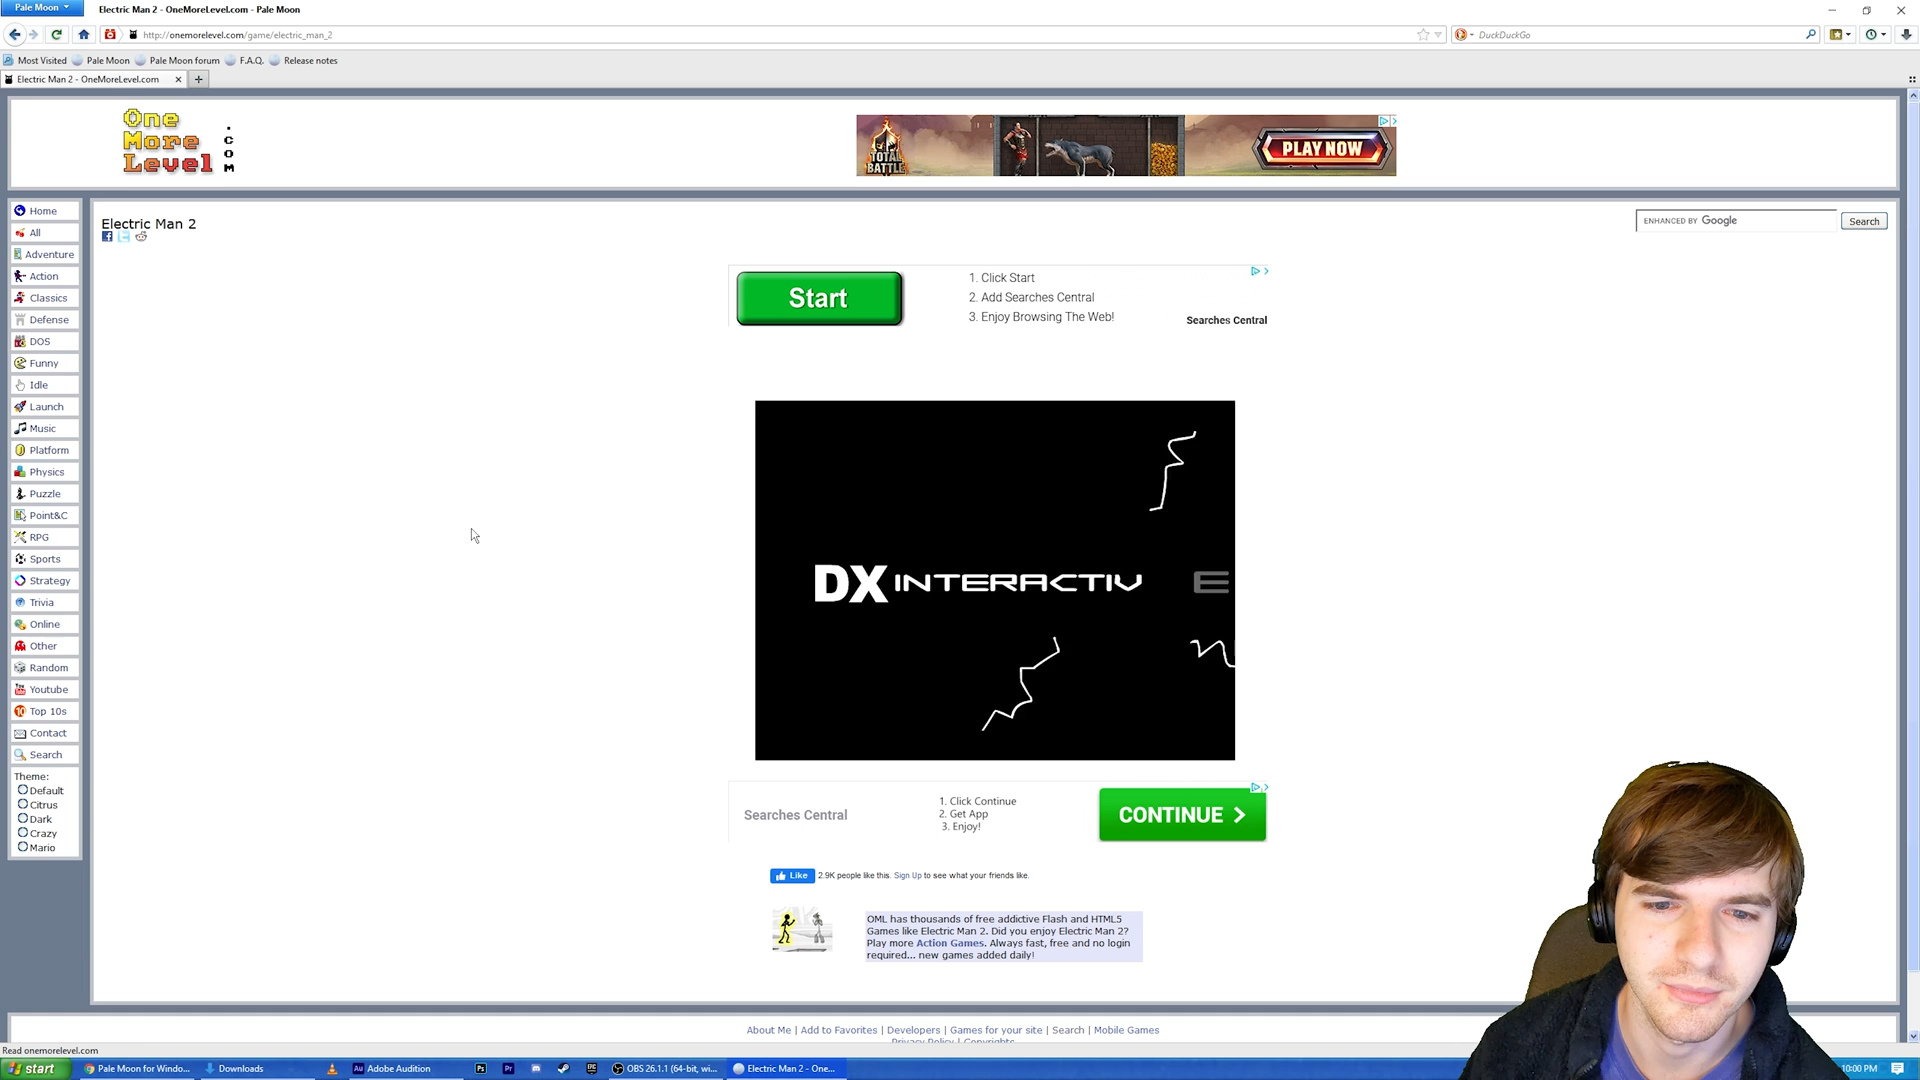 Pale Moon
Electric Man 2 - OneMoreLevel.com - Pale Moon
http://onemorelevel.com/game/electric_man_2
DuckDuckGo
Most Visited
Pale Moon
Pale Moon forum
F.A.Q.
Release notes
Electric Man 2 - OneMoreLevel.com
One
More
Level
.com
TOTAL
BATTLE
PLAY NOW
Home
All
Adventure
Action
Classics
Defense
DOS
Funny
Idle
Launch
Music
Platform
Physics
Puzzle
Point&C
RPG
Sports
Strategy
Trivia
Online
Other
Random
Youtube
Top 10s
Contact
Search
Theme:
Default
Citrus
Dark
Crazy
Mario
Electric Man 2
ENHANCED BY Google
Search
Start
1. Click Start
2. Add Searches Central
3. Enjoy Browsing The Web!
Searches Central
DX INTERACTIV E
Searches Central
1. Click Continue
2. Get App
3. Enjoy!
CONTINUE
Like
2.9K people like this. Sign Up to see what your friends like.
OML has thousands of free addictive Flash and HTML5
Games like Electric Man 2. Did you enjoy Electric Man 2?
Play more Action Games. Always fast, free and no login
required... new games added daily!
About Me | Add to Favorites | Developers | Games for your site | Search | Mobile Games
Privacy Policy | Copyrights
Read onemorelevel.com
start
Pale Moon for Windo...
Downloads
Au
Adobe Audition
Ps
Pr
OBS 26.1.1 (64-bit, wi...
Electric Man 2 - One...
10:00 PM